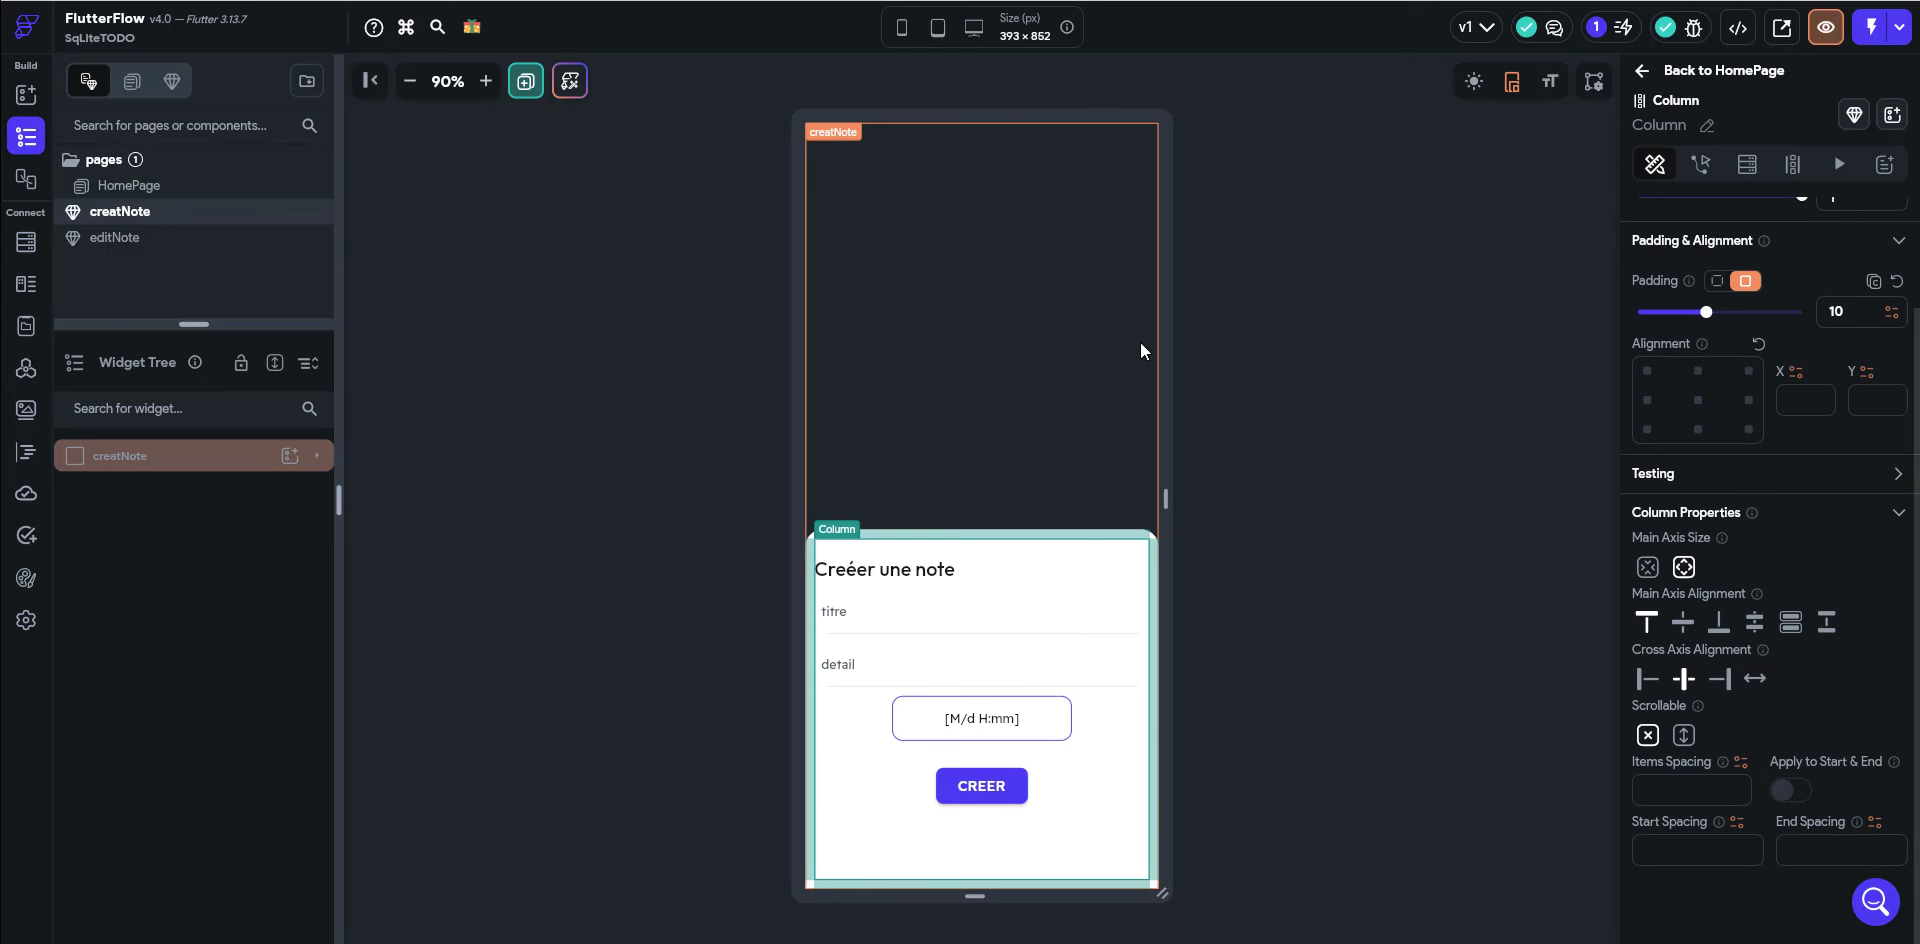 FlutterFlow v4.0 — Flutter 3.13.7
SqLiteTODO
Size (px)
393 × 852
v1
1
Build
90%
Back to HomePage
Column
Column
Search for pages or components...
pages 1
HomePage
creatNote
editNote
Connect
creatNote
Padding & Alignment
Padding
10
Alignment
X
Y
Widget Tree
Search for widget...
creatNote
Testing
Column Properties
Main Axis Size
Main Axis Alignment
Cross Axis Alignment
Scrollable
Items Spacing
Apply to Start & End
Start Spacing
End Spacing
Column
Creéer une note
titre
detail
[M/d H:mm]
CREER